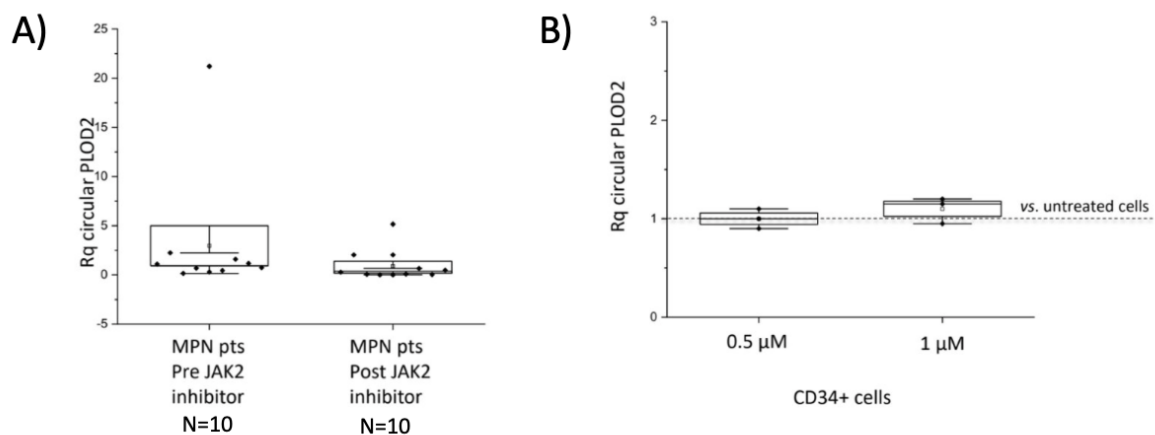 A)
Rq circular PLOD2
25
20
15
10
5
0
-5
MPN pts
Pre JAK2
inhibitor
N=10
MPN pts
Post JAK2
inhibitor
N=10
B)
Rq circular PLOD2
3
2
1
0
vs. untreated cells
0.5 μM
1 μM
CD34+ cells